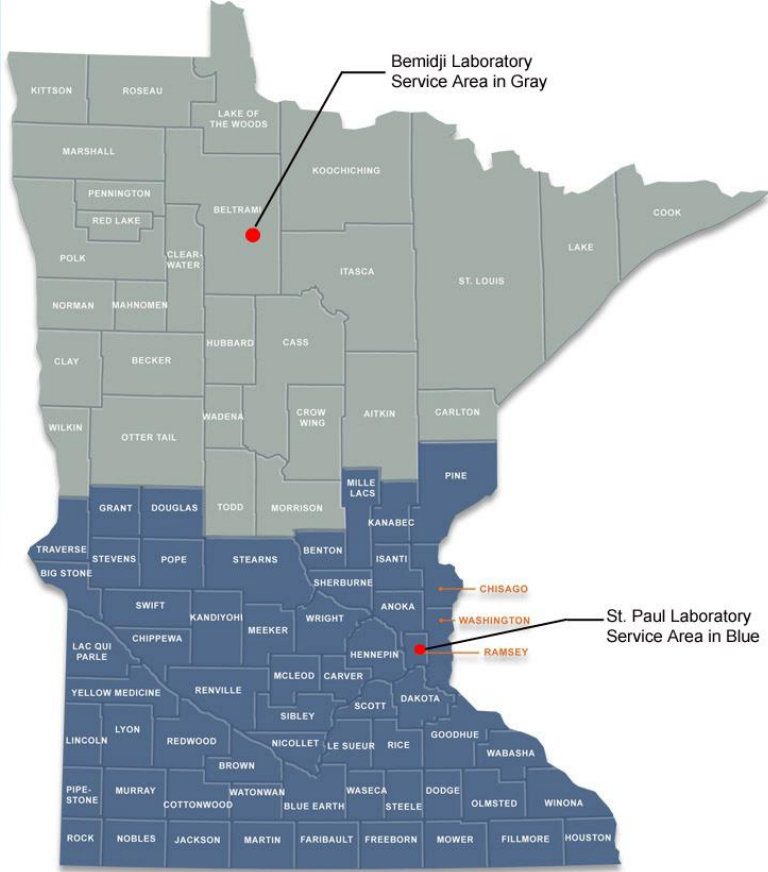 Bemidji Laboratory
Service Area in Gray
KITTSON
ROSEAU
LAKE OF
THE WOODS
MARSHALL
KOOCHICHING
PENNINGTON
BELTRAMI
RED LAKE
COOK
LAKE
POLK
CLEAR-
WATER
ITASCA
ST. LOUIS
NORMAN
MAHNOMEN
HUBBARD
CASS
CLAY
BECKER
WADENA
CROW
WING
AITKIN
CARLTON
WILKIN
OTTER TAIL
PINE
MILLE
LACS
GRANT
DOUGLAS
TODD
MORRISON
KANABEC
TRAVERSE
STEVENS
POPE
STEARNS
BENTON
ISANTI
BIG STONE
SHERBURNE
CHISAGO
SWIFT
KANDIYOHI
MEEKER
WRIGHT
ANOKA
WASHINGTON
St. Paul Laboratory
Service Area in Blue
CHIPPEWA
LAC QUI
PARLE
HENNEPIN
RAMSEY
MCLEOD
CARVER
YELLOW MEDICINE
RENVILLE
SCOTT
DAKOTA
SIBLEY
LYON
LINCOLN
REDWOOD
NICOLLET
LE SUEUR
RICE
GOODHUE
WABASHA
BROWN
PIPE-
STONE
MURRAY
COTTONWOOD
WATONWAN
BLUE EARTH
WASECA
STEELE
DODGE
OLMSTED
WINONA
ROCK
NOBLES
JACKSON
MARTIN
FARIBAULT
FREEBORN
MOWER
FILLMORE
HOUSTON